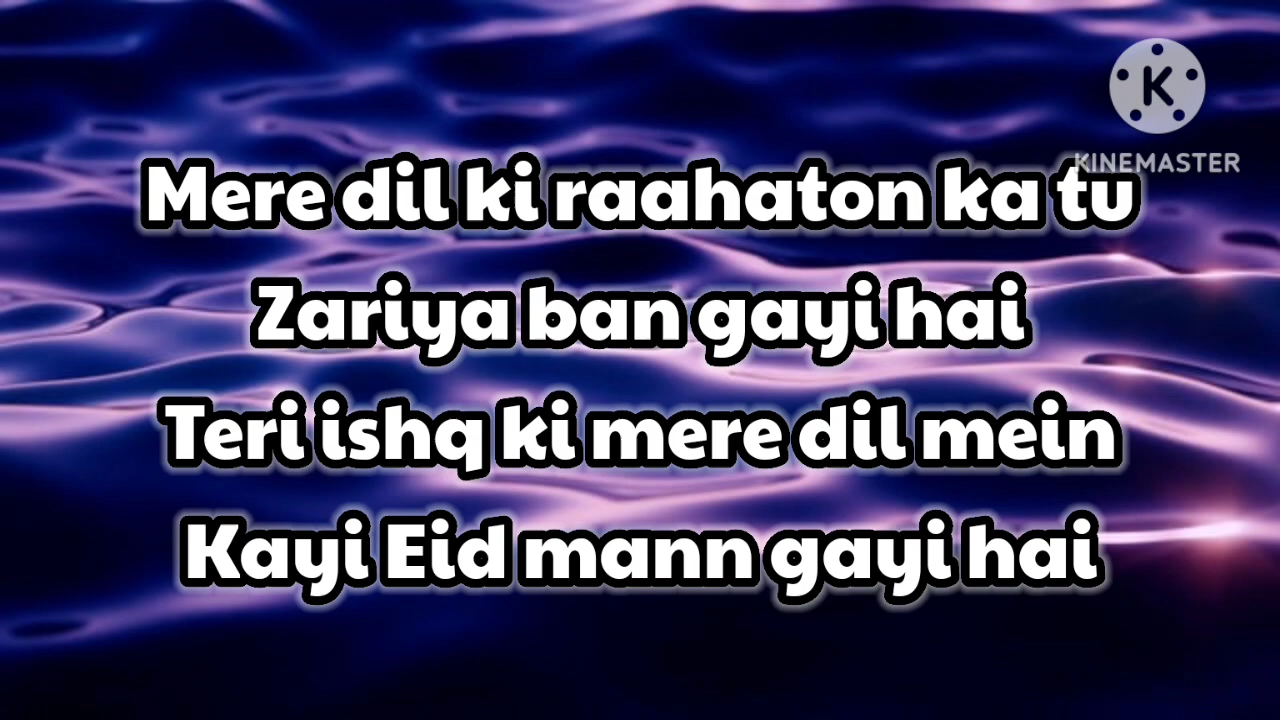 KINEMASTER
Mere dil ki raahaton ka tu
Zariya ban gayi hai
Teri ishq ki mere dil mein
Kayi Eid mann gayi hai